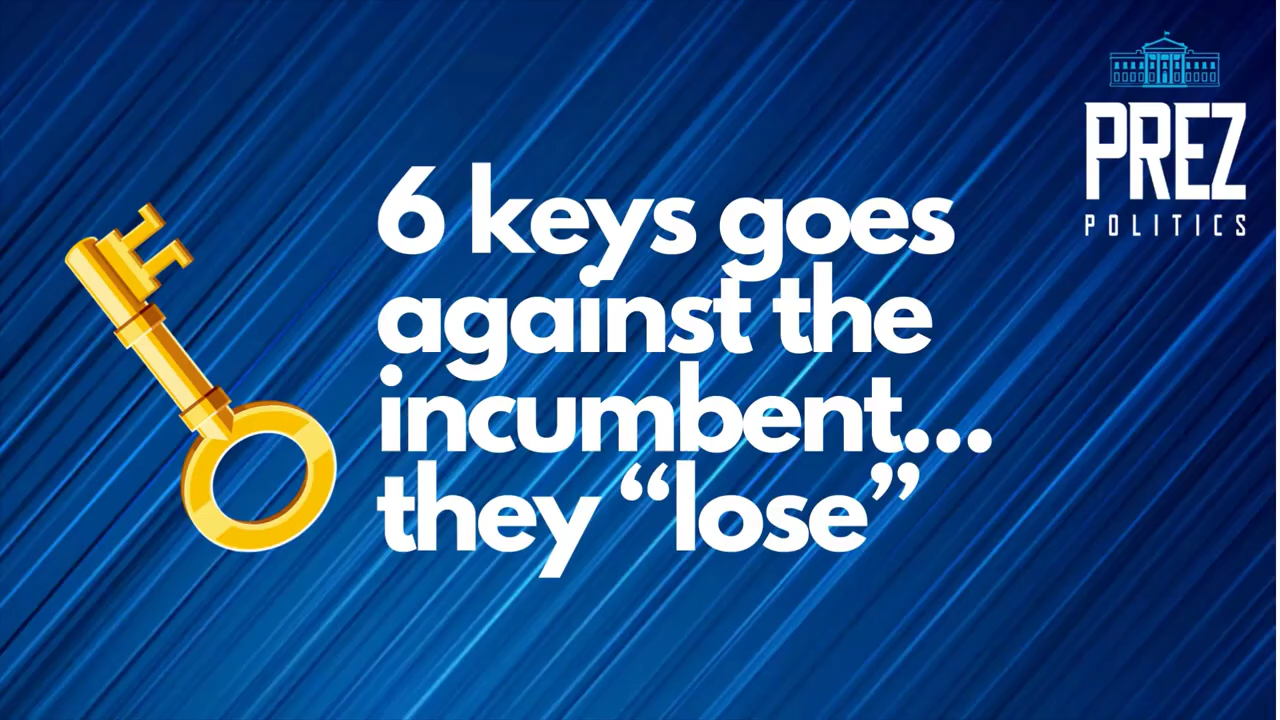 6 keys goes
against the
incumbent...
they “lose”
PREZ
POLITICS